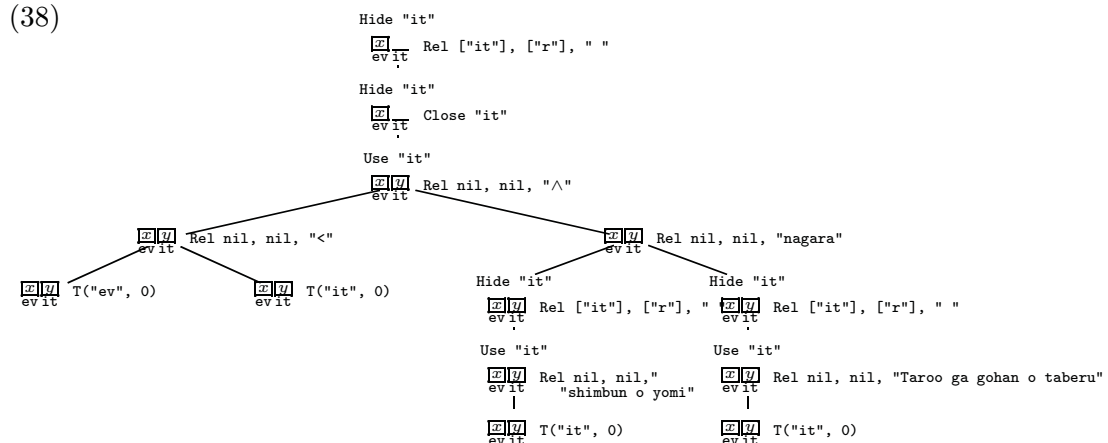 (38)
Hide "it"
x Rel ["it"], ["r"], " "
ev it
Hide "it"
x Close "it"
ev it
Use "it"
x y Rel nil, nil, "∧"
ev it
x y Rel nil, nil, "<" x y Rel nil, nil, "nagara"
ev it ev it
Hide "it" Hide "it"
x y T("ev", 0) x y T("it", 0)
ev it ev it
x y Rel ["it"], ["r"], " " x y Rel ["it"], ["r"], " "
ev it ev it
Use "it" Use "it"
x y Rel nil, nil," x y Rel nil, nil, "Taroo ga gohan o taberu"
ev it "shimbun o yomi" ev it
x y T("it", 0) x y T("it", 0)
ev it ev it